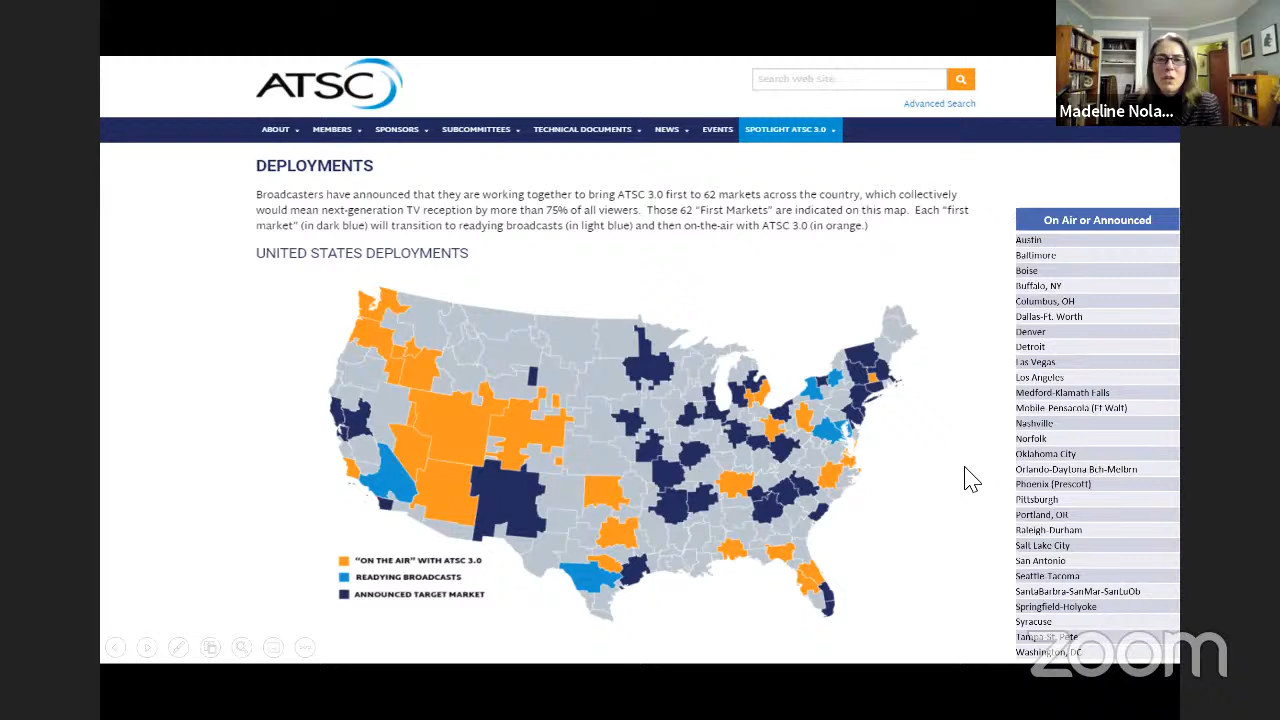 ATSC
Search Web Site...
Advanced Search
Madeline Nola...
ABOUT MEMBERS SPONSORS SUBCOMMITTEES TECHNICAL DOCUMENTS NEWS EVENTS SPOTLIGHT ATSC 3.0
DEPLOYMENTS
Broadcasters have announced that they are working together to bring ATSC 3.0 first to 62 markets across the country, which collectively
would mean next-generation TV reception by more than 75% of all viewers. Those 62 “First Markets” are indicated on this map. Each “first
market” (in dark blue) will transition to readying broadcasts (in light blue) and then on-the-air with ATSC 3.0 (in orange.)
UNITED STATES DEPLOYMENTS
“ON THE AIR” WITH ATSC 3.0
READYING BROADCASTS
ANNOUNCED TARGET MARKET
On Air or Announced
Austin
Baltimore
Boise
Buffalo, NY
Columbus, OH
Dallas-Ft. Worth
Denver
Detroit
Las Vegas
Los Angeles
Medford-Klamath Falls
Mobile-Pensacola (Ft Walt)
Nashville
Norfolk
Oklahoma City
Orlando-Daytona Bch-Melbrn
Phoenix (Prescott)
Pittsburgh
Portland, OR
Raleigh-Durham
Salt Lake City
San Antonio
Seattle-Tacoma
SantaBarbra-SanMar-SanLuOb
Springfield-Holyoke
Syracuse
Tampa-St. Pete
Washington, DC
zoom